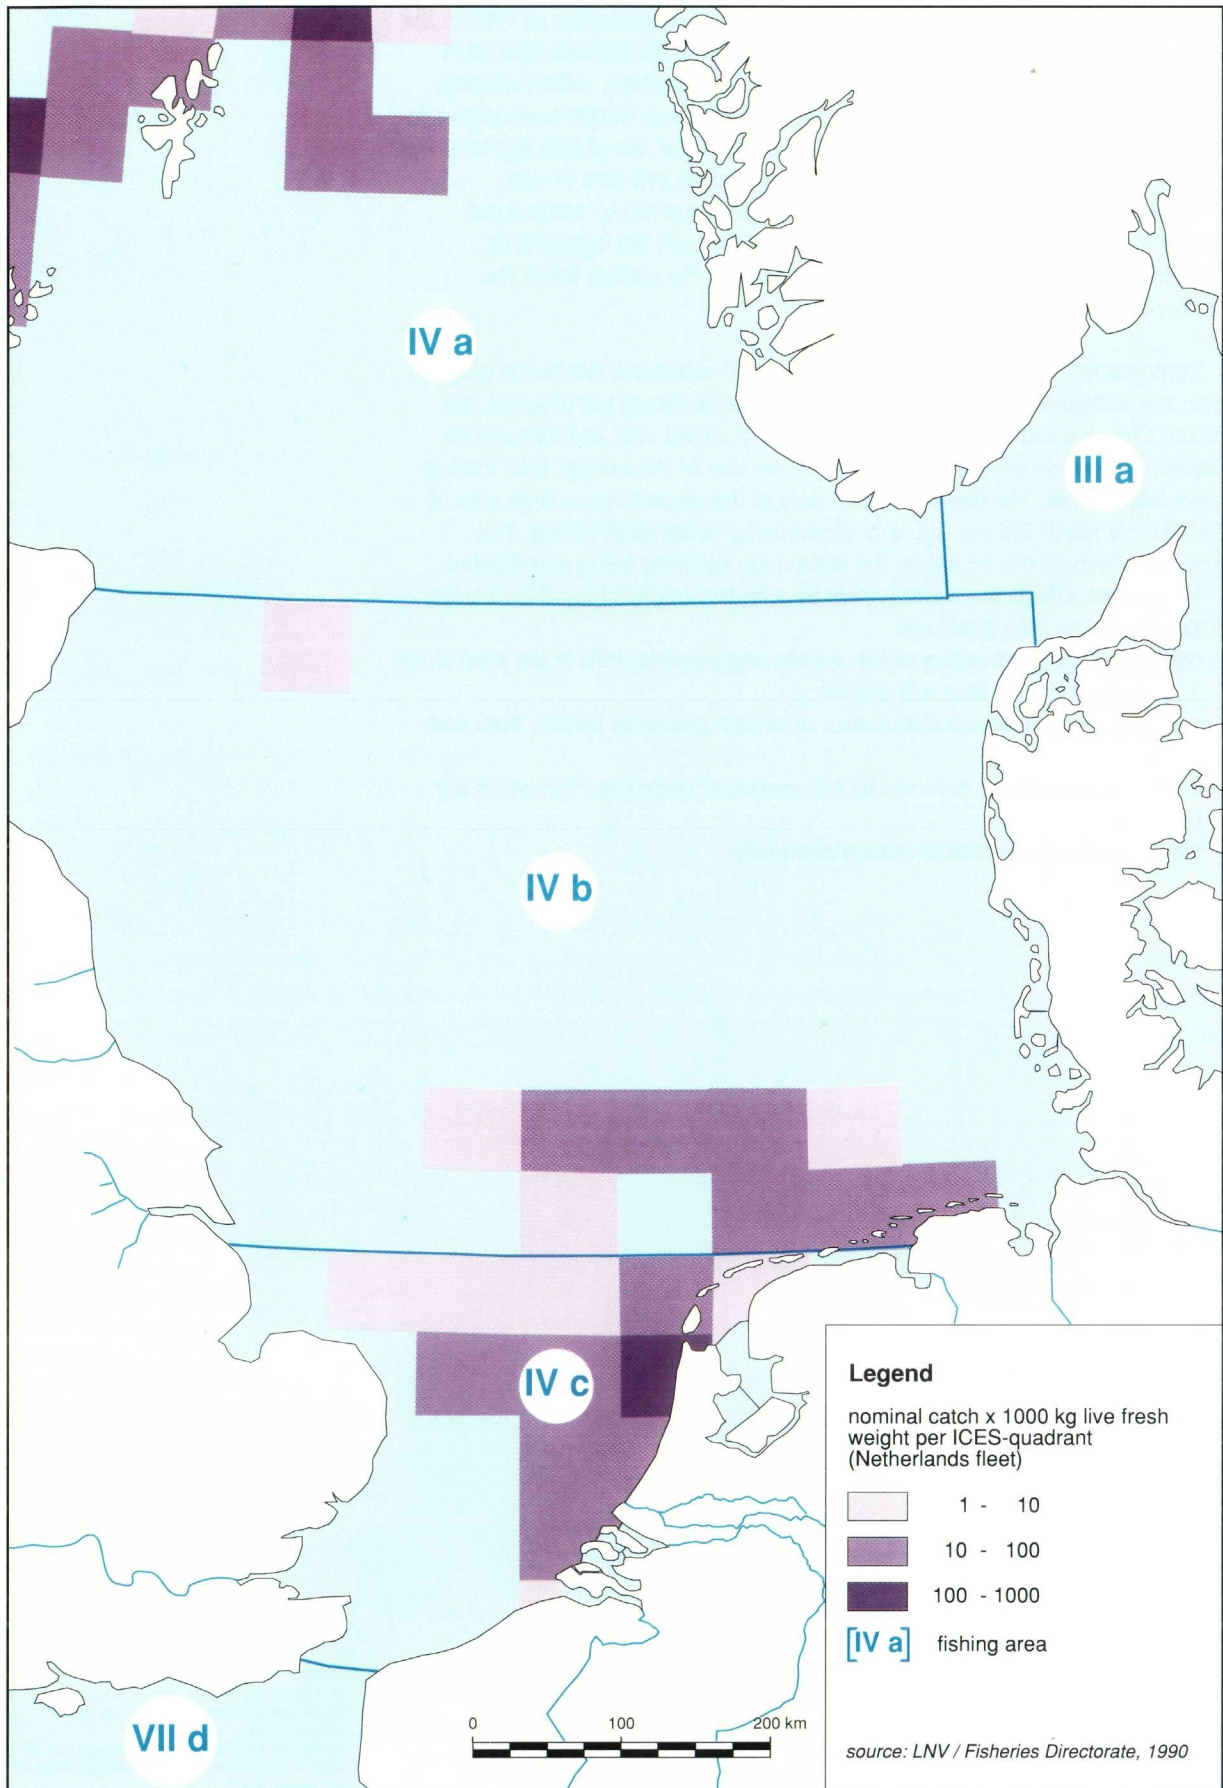 IV a
III a
IV b
IV c
VII d
0 100 200 km
Legend
nominal catch x 1000 kg live fresh
weight per ICES-quadrant
(Netherlands fleet)
1 - 10
10 - 100
100 - 1000
[IV a] fishing area
source: LNV / Fisheries Directorate, 1990